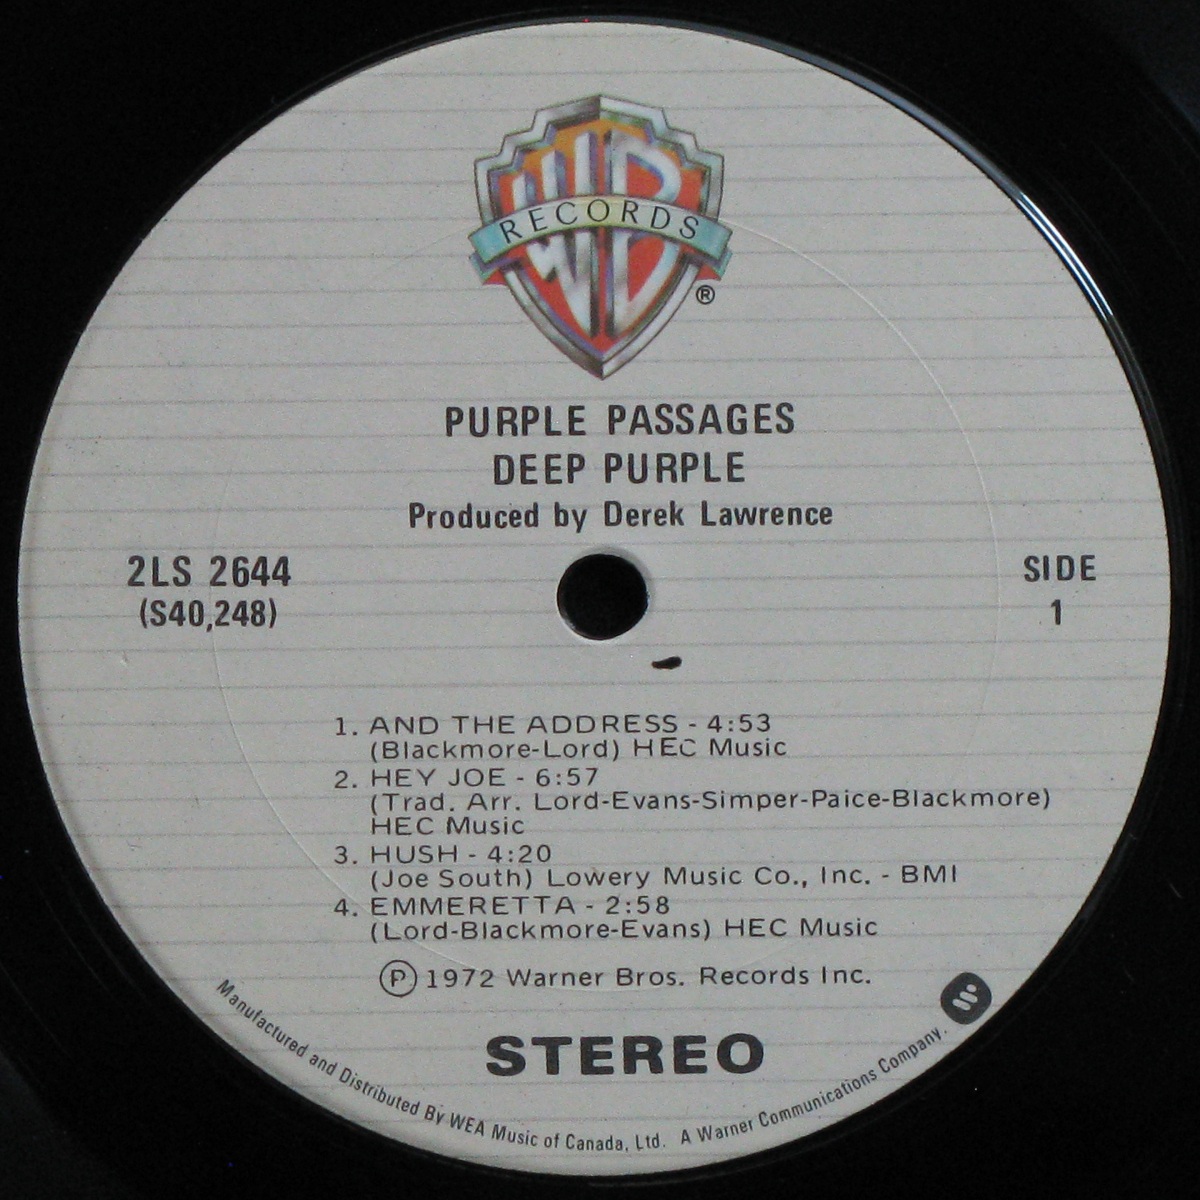 WB
RECORDS
®
PURPLE PASSAGES
DEEP PURPLE
Produced by Derek Lawrence
2LS 2644
(S40,248)
SIDE
1
1. AND THE ADDRESS - 4:53
(Blackmore-Lord) HEC Music
2. HEY JOE - 6:57
(Trad. Arr. Lord-Evans-Simper-Paice-Blackmore)
HEC Music
3. HUSH - 4:20
(Joe South) Lowery Music Co., Inc. - BMI
4. EMMERETTA - 2:58
(Lord-Blackmore-Evans) HEC Music
Ⓟ 1972 Warner Bros. Records Inc.
STEREO
Manufactured and Distributed By WEA Music of Canada, Ltd. A Warner Communications Company.